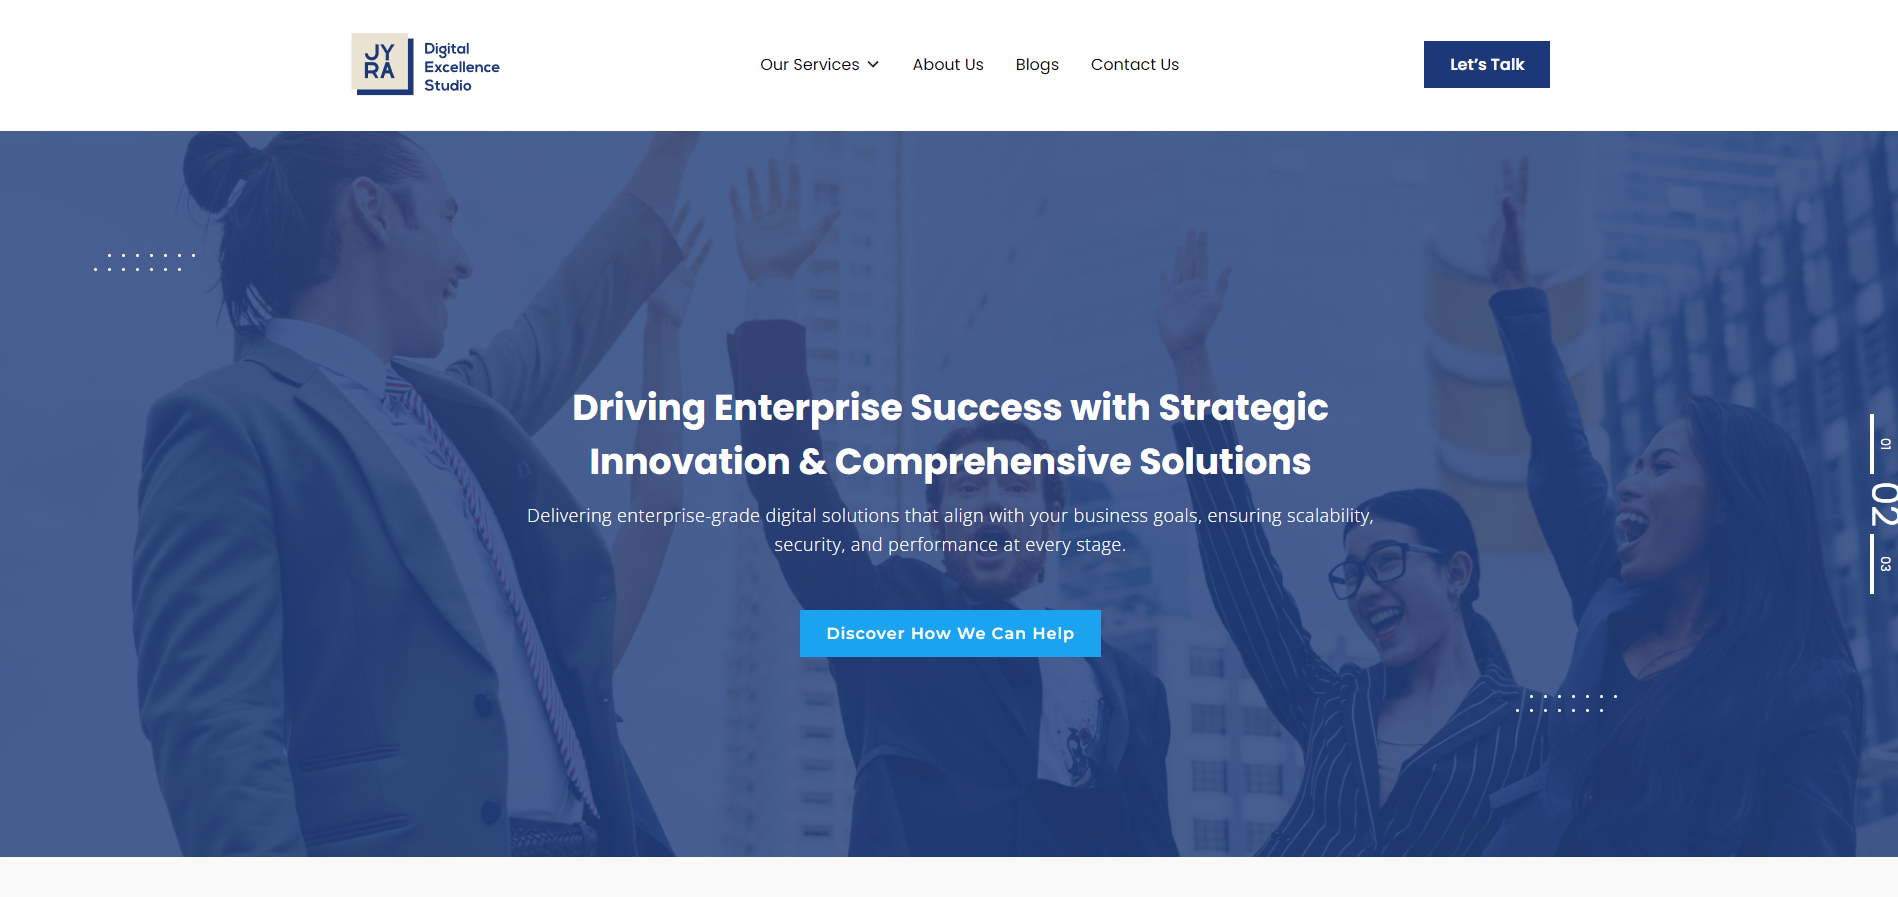 JY
RA
Digital
Excellence
Studio
Our Services
About Us
Blogs
Contact Us
Let's Talk
Driving Enterprise Success with Strategic
Innovation & Comprehensive Solutions
Delivering enterprise-grade digital solutions that align with your business goals, ensuring scalability,
security, and performance at every stage.
Discover How We Can Help
01
02
03